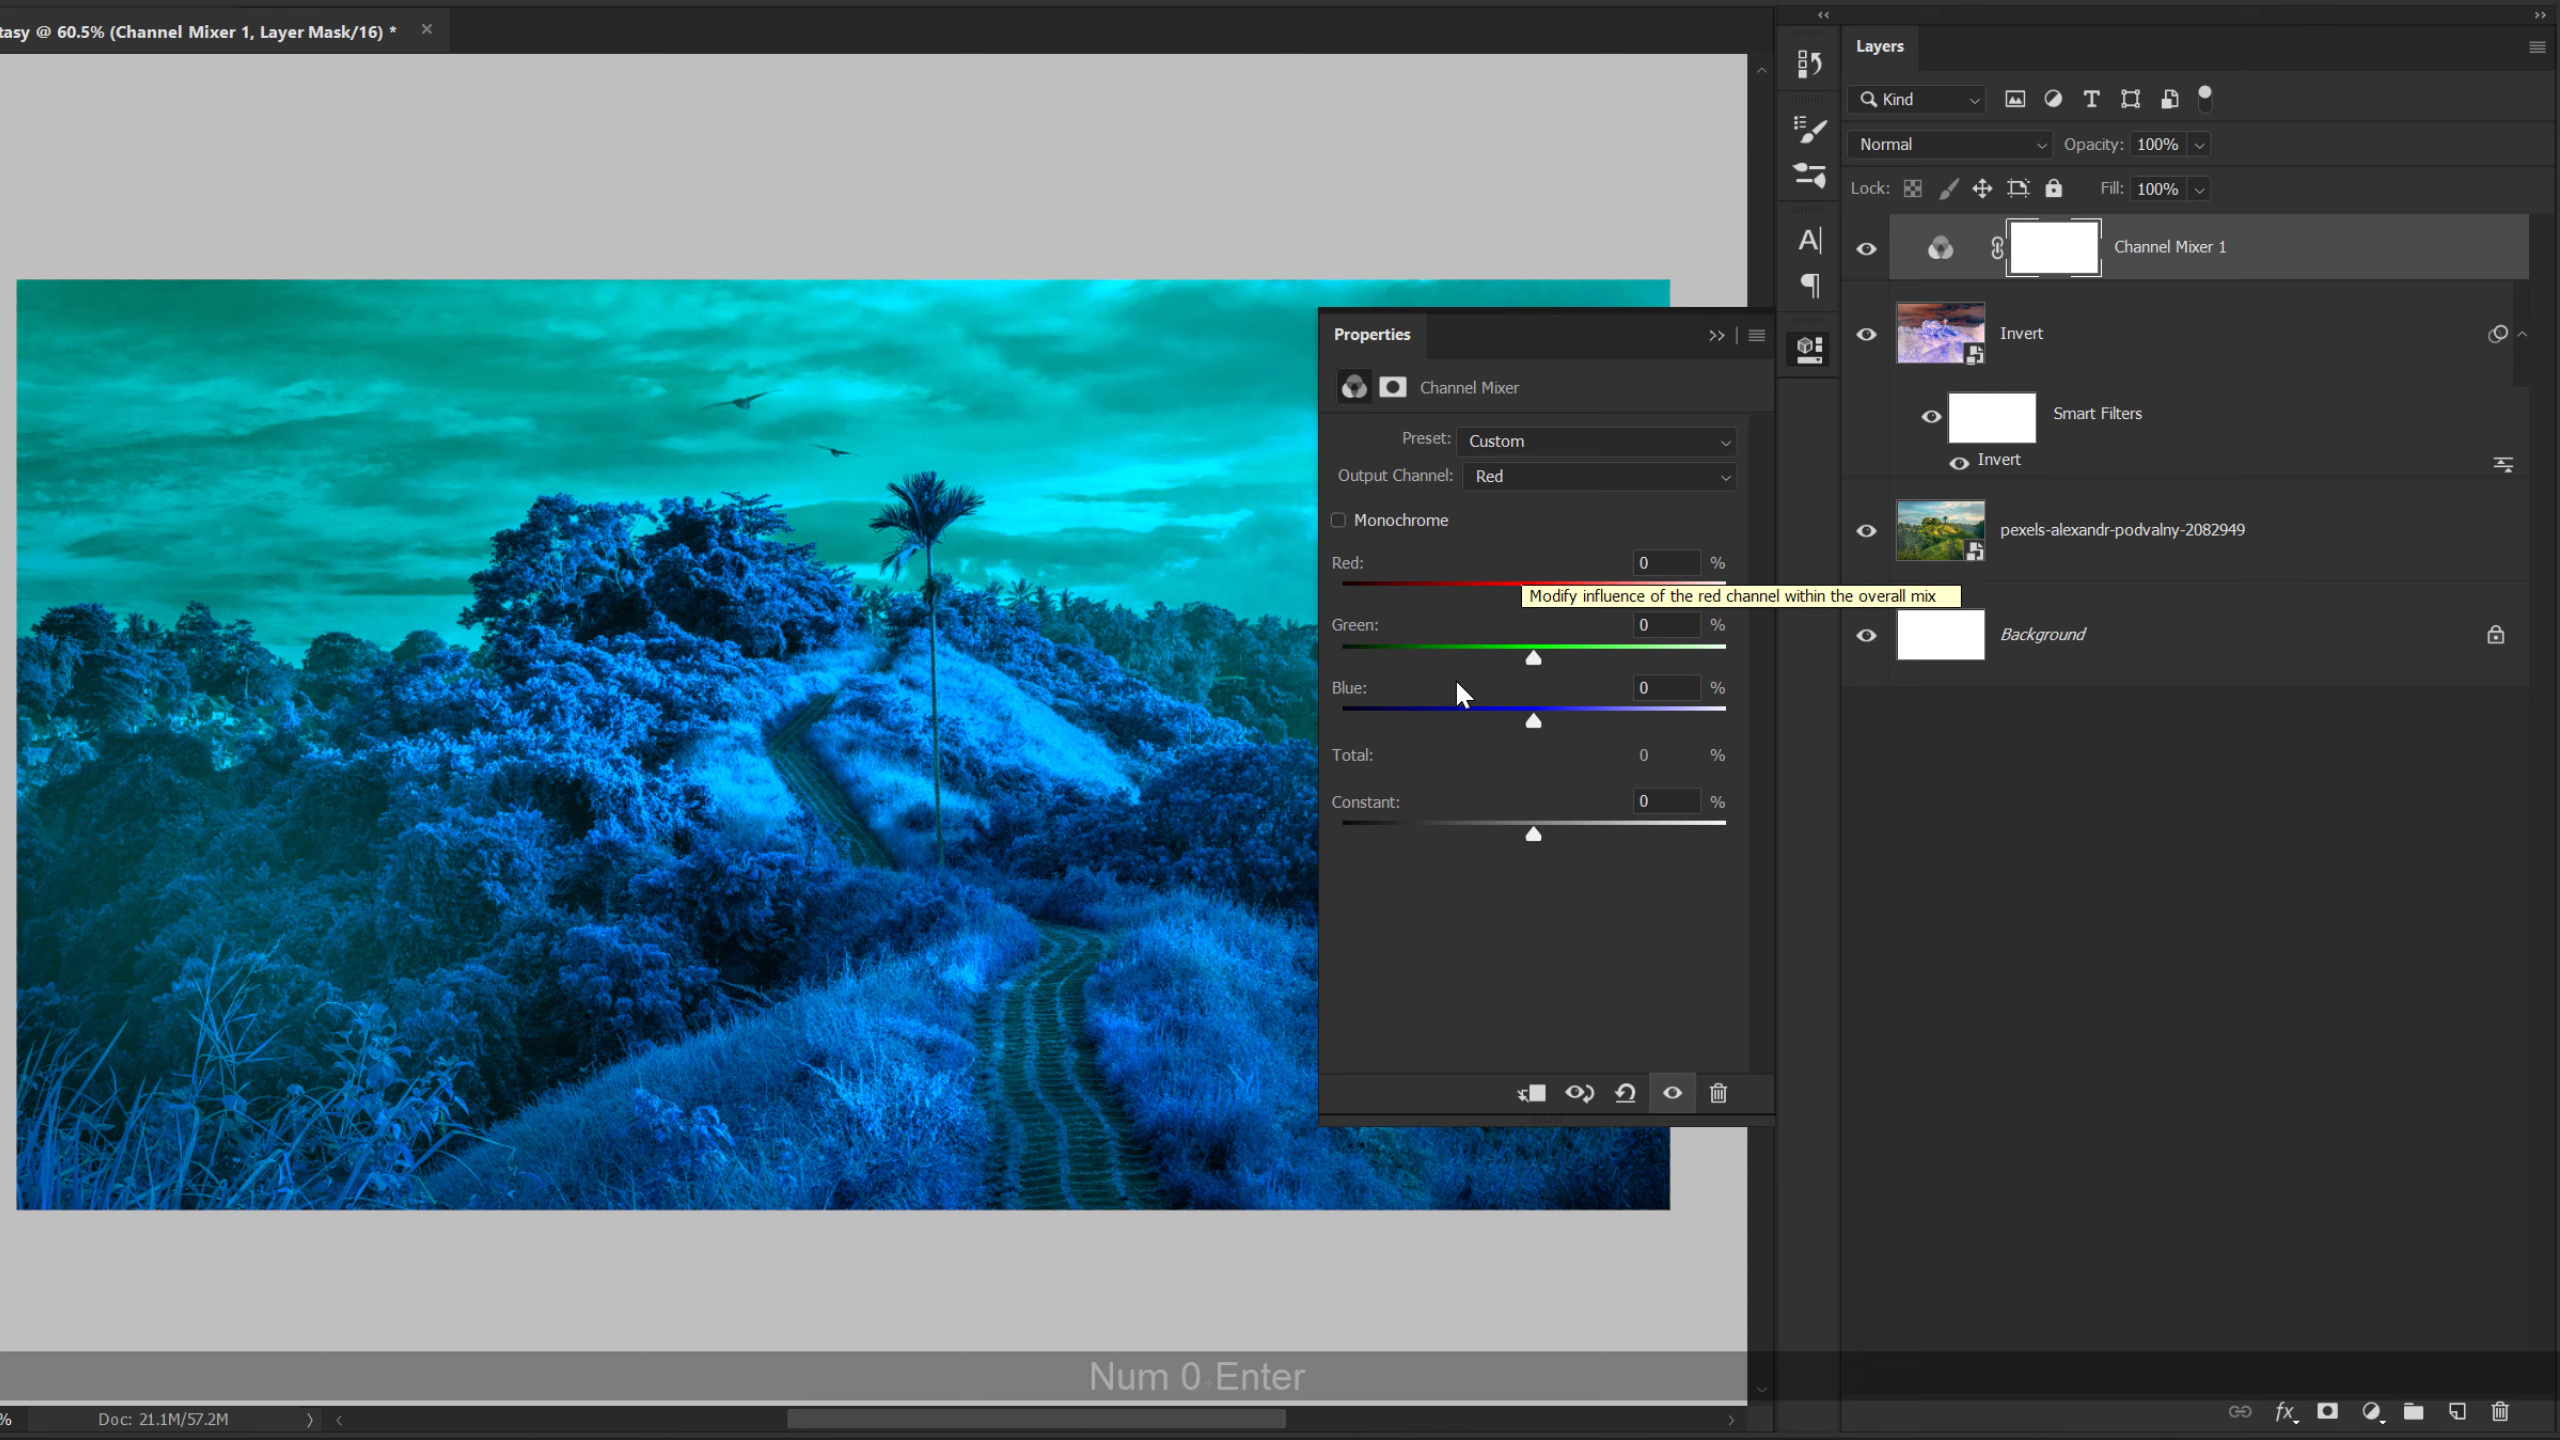 tasy @ 60.5% (Channel Mixer 1, Layer Mask/16) *
Layers
Kind
Normal
Opacity: 100%
Lock:
Fill: 100%
Channel Mixer 1
Invert
Smart Filters
Invert
pexels-alexandr-podvalny-2082949
Background
Properties
Channel Mixer
Preset: Custom
Output Channel: Red
Monochrome
Red: 0 %
Modify influence of the red channel within the overall mix
Green: 0 %
Blue: 0 %
Total: 0 %
Constant: 0 %
Num 0+Enter
% Doc: 21.1M/57.2M
fx